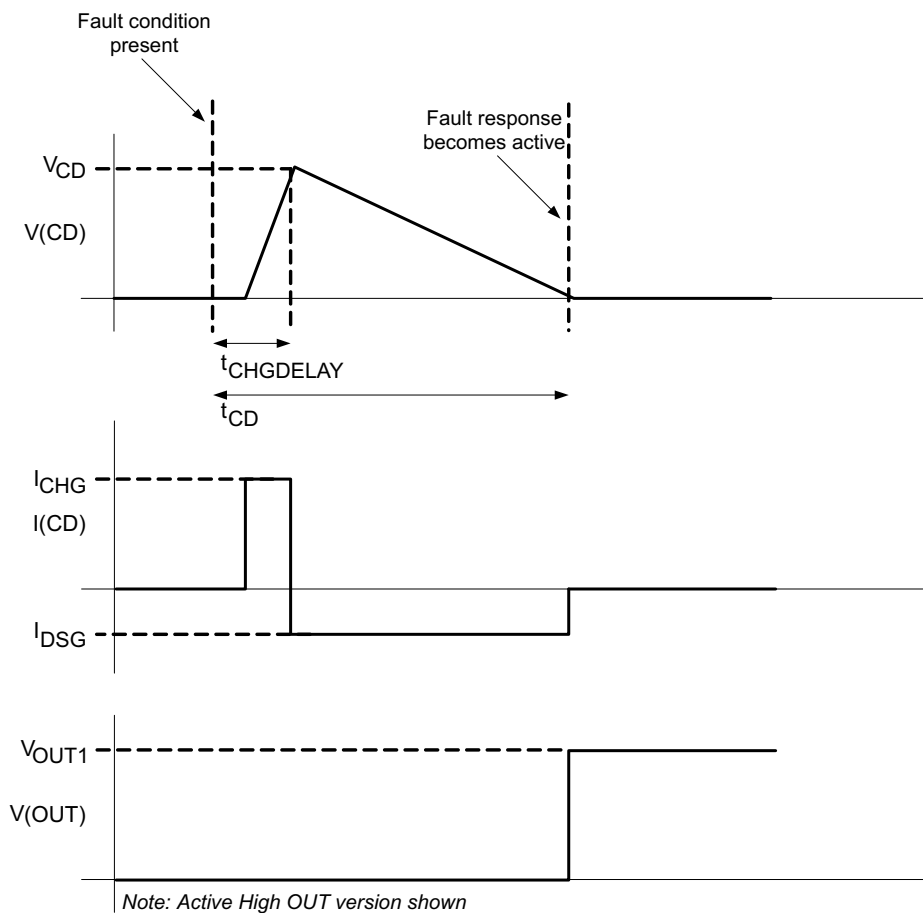 Fault condition
present
Fault response
becomes active
VCD
V(CD)
tCHGDELAY
tCD
ICHG
I(CD)
IDSG
VOUT1
V(OUT)
Note: Active High OUT version shown